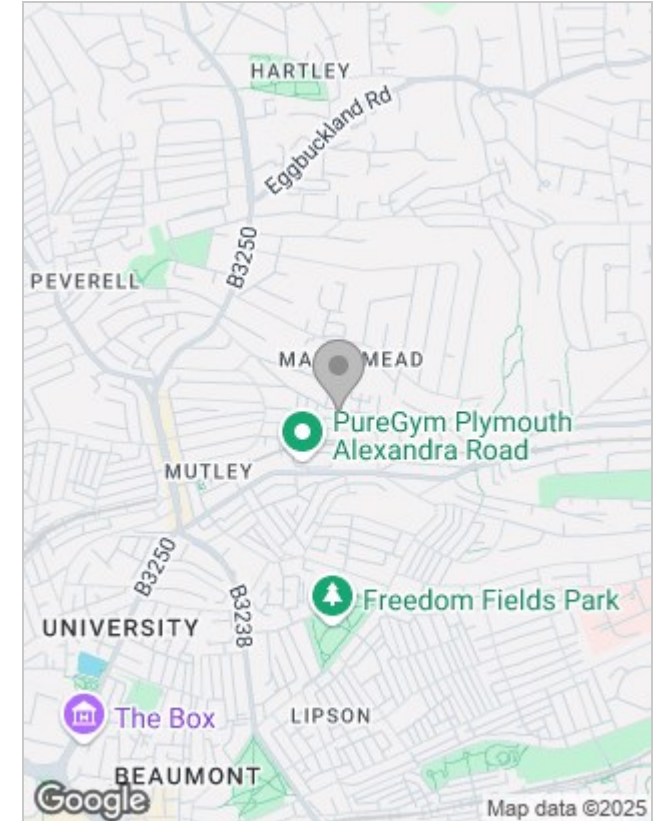 HARTLEY
Eggbuckland Rd
B3250
PEVERELL
MA MEAD
PureGym Plymouth
Alexandra Road
MUTLEY
B3250
B3238
Freedom Fields Park
UNIVERSITY
The Box
LIPSON
BEAUMONT
Google
Map data ©2025